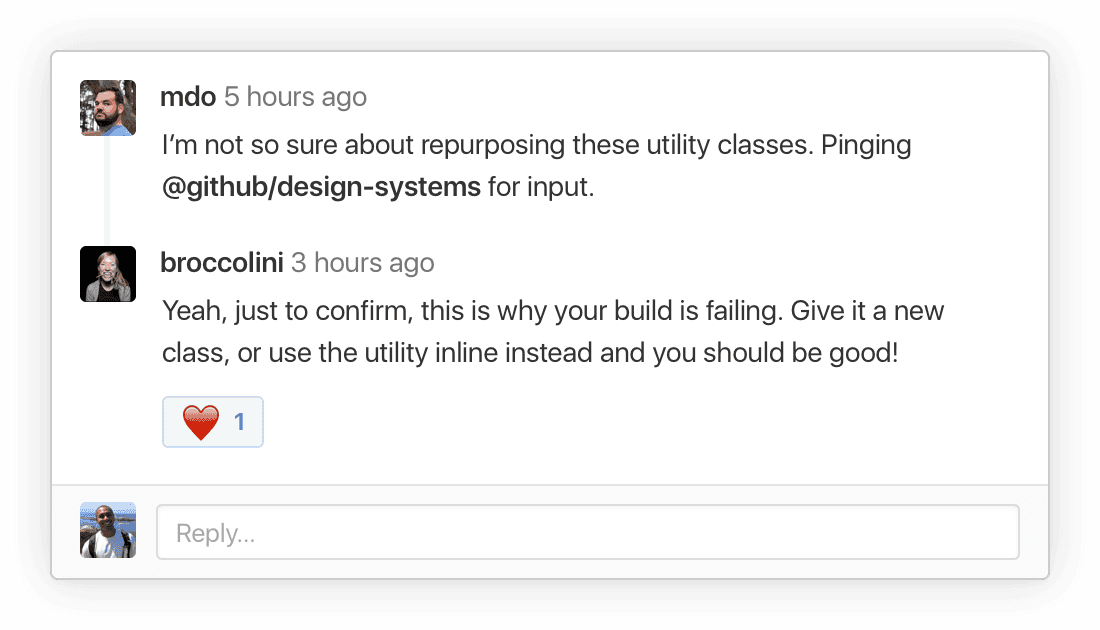 mdo 5 hours ago
I’m not so sure about repurposing these utility classes. Pinging
@github/design-systems for input.
broccolini 3 hours ago
Yeah, just to confirm, this is why your build is failing. Give it a new
class, or use the utility inline instead and you should be good!
1
Reply...